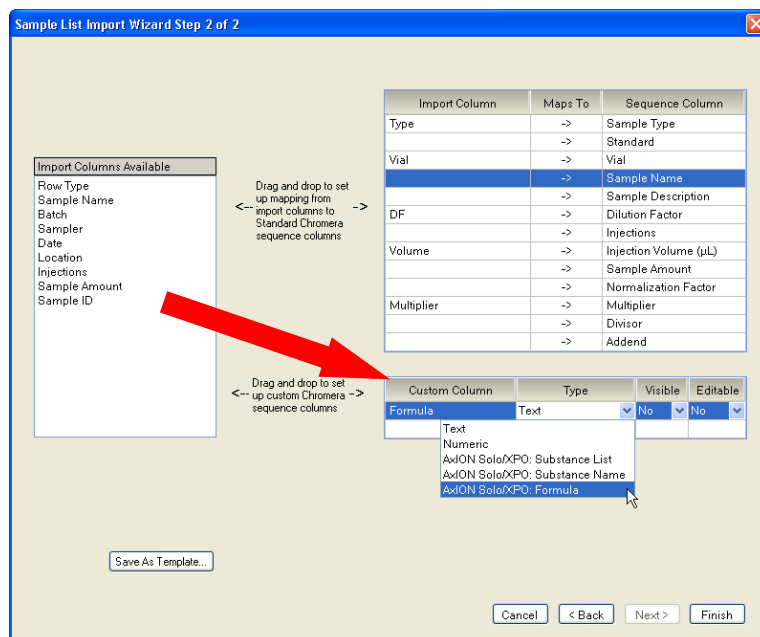 Sample List Import Wizard Step 2 of 2
Import Columns Available
Row Type
Sample Name
Batch
Sampler
Date
Location
Injections
Sample Amount
Sample ID
Drag and drop to set
up mapping from
<-- import columns to -->
Standard Chromera
sequence columns
Import Column Maps To Sequence Column
Type -> Sample Type
-> Standard
Vial -> Vial
-> Sample Name
-> Sample Description
DF -> Dilution Factor
-> Injections
Volume -> Injection Volume (µL)
-> Sample Amount
-> Normalization Factor
Multiplier -> Multiplier
-> Divisor
-> Addend
Drag and drop to set
<-- up custom Chromera -->
sequence columns
Custom Column Type Visible Editable
Formula Text No No
Text
Numeric
AxION Solo/XPO: Substance List
AxION Solo/XPO: Substance Name
AxION Solo/XPO: Formula
Save As Template...
Cancel < Back Next > Finish